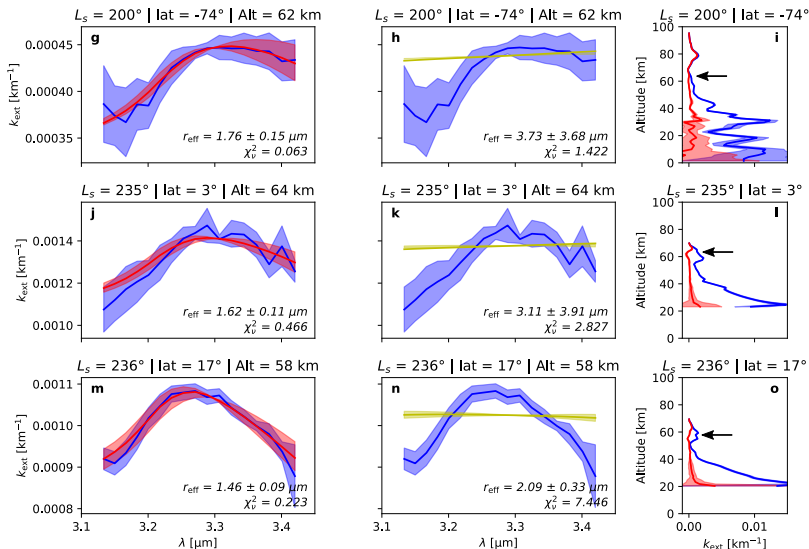 L_s = 200° | lat = -74° | Alt = 62 km
L_s = 200° | lat = -74° | Alt = 62 km
L_s = 200° | lat = -74°
g
h
i
k_ext [km⁻¹]
0.00045
0.00040
0.00035
r_eff = 1.76 ± 0.15 μm
χ²_ν = 0.063
r_eff = 3.73 ± 3.68 μm
χ²_ν = 1.422
Altitude [km]
100
80
60
40
20
0
L_s = 235° | lat = 3° | Alt = 64 km
L_s = 235° | lat = 3° | Alt = 64 km
L_s = 235° | lat = 3°
j
k
l
k_ext [km⁻¹]
0.0014
0.0012
0.0010
r_eff = 1.62 ± 0.11 μm
χ²_ν = 0.466
r_eff = 3.11 ± 3.91 μm
χ²_ν = 2.827
Altitude [km]
100
80
60
40
20
0
L_s = 236° | lat = 17° | Alt = 58 km
L_s = 236° | lat = 17° | Alt = 58 km
L_s = 236° | lat = 17°
m
n
o
k_ext [km⁻¹]
0.0011
0.0010
0.0009
0.0008
r_eff = 1.46 ± 0.09 μm
χ²_ν = 0.223
r_eff = 2.09 ± 0.33 μm
χ²_ν = 7.446
Altitude [km]
100
80
60
40
20
0
3.1 3.2 3.3 3.4
λ [μm]
3.1 3.2 3.3 3.4
λ [μm]
0.00 0.01
k_ext [km⁻¹]